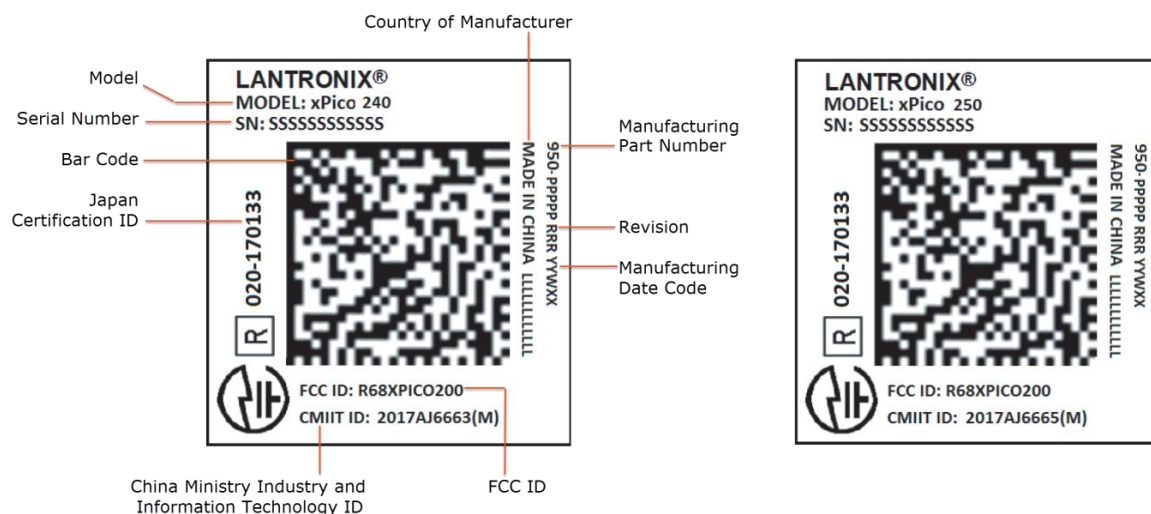 Country of Manufacturer
Model
Serial Number
Bar Code
Japan
Certification ID
LANTRONIX®
MODEL: xPico 240
SN: SSSSSSSSSSSS
020-170133
R
MADE IN CHINA LLLLLLLLLLL
950-PPPPP RRR YYWXX
FCC ID: R68XPICO200
CMIIT ID: 2017AJ6663(M)
Manufacturing
Part Number
Revision
Manufacturing
Date Code
China Ministry Industry and
Information Technology ID
FCC ID
LANTRONIX®
MODEL: xPico 250
SN: SSSSSSSSSSSS
020-170133
R
MADE IN CHINA LLLLLLLLLLL
950-PPPPP RRR YYWXX
FCC ID: R68XPICO200
CMIIT ID: 2017AJ6665(M)